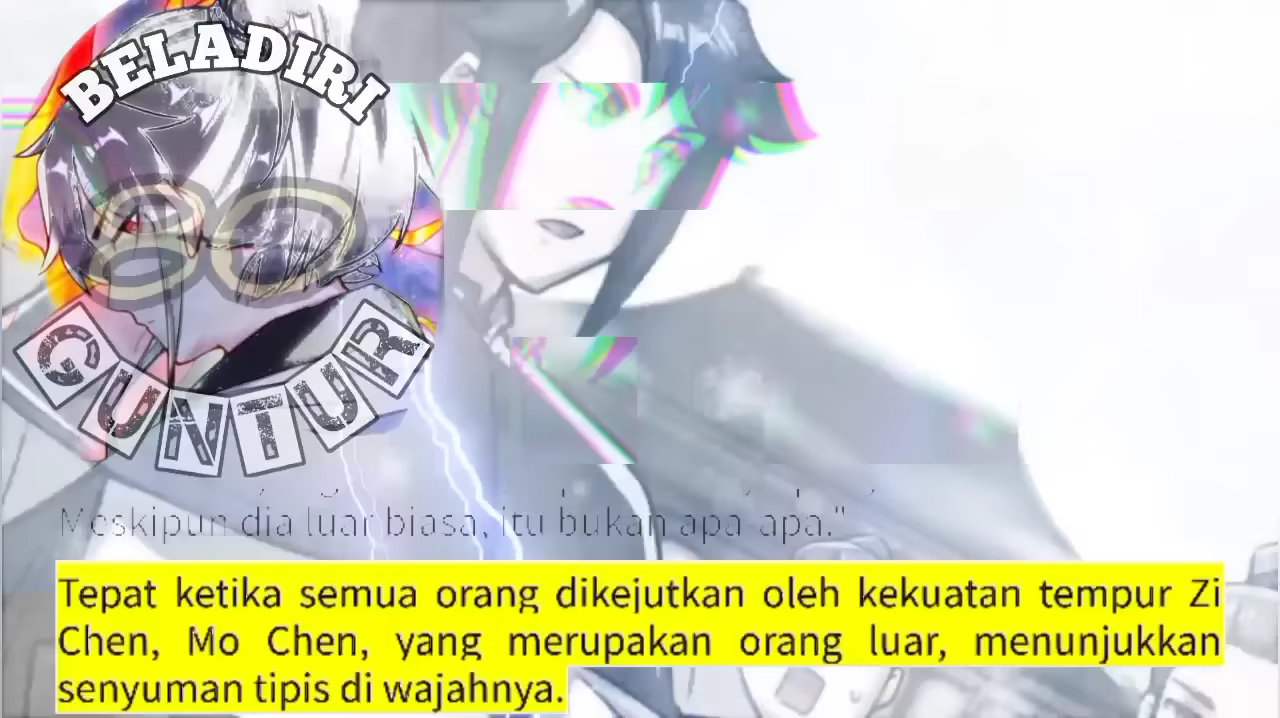 BELADIRI
GUNTUR
Meskipun dia luar biasa, itu bukan apa-apa."
Tepat ketika semua orang dikejutkan oleh kekuatan tempur Zi
Chen, Mo Chen, yang merupakan orang luar, menunjukkan
senyuman tipis di wajahnya.